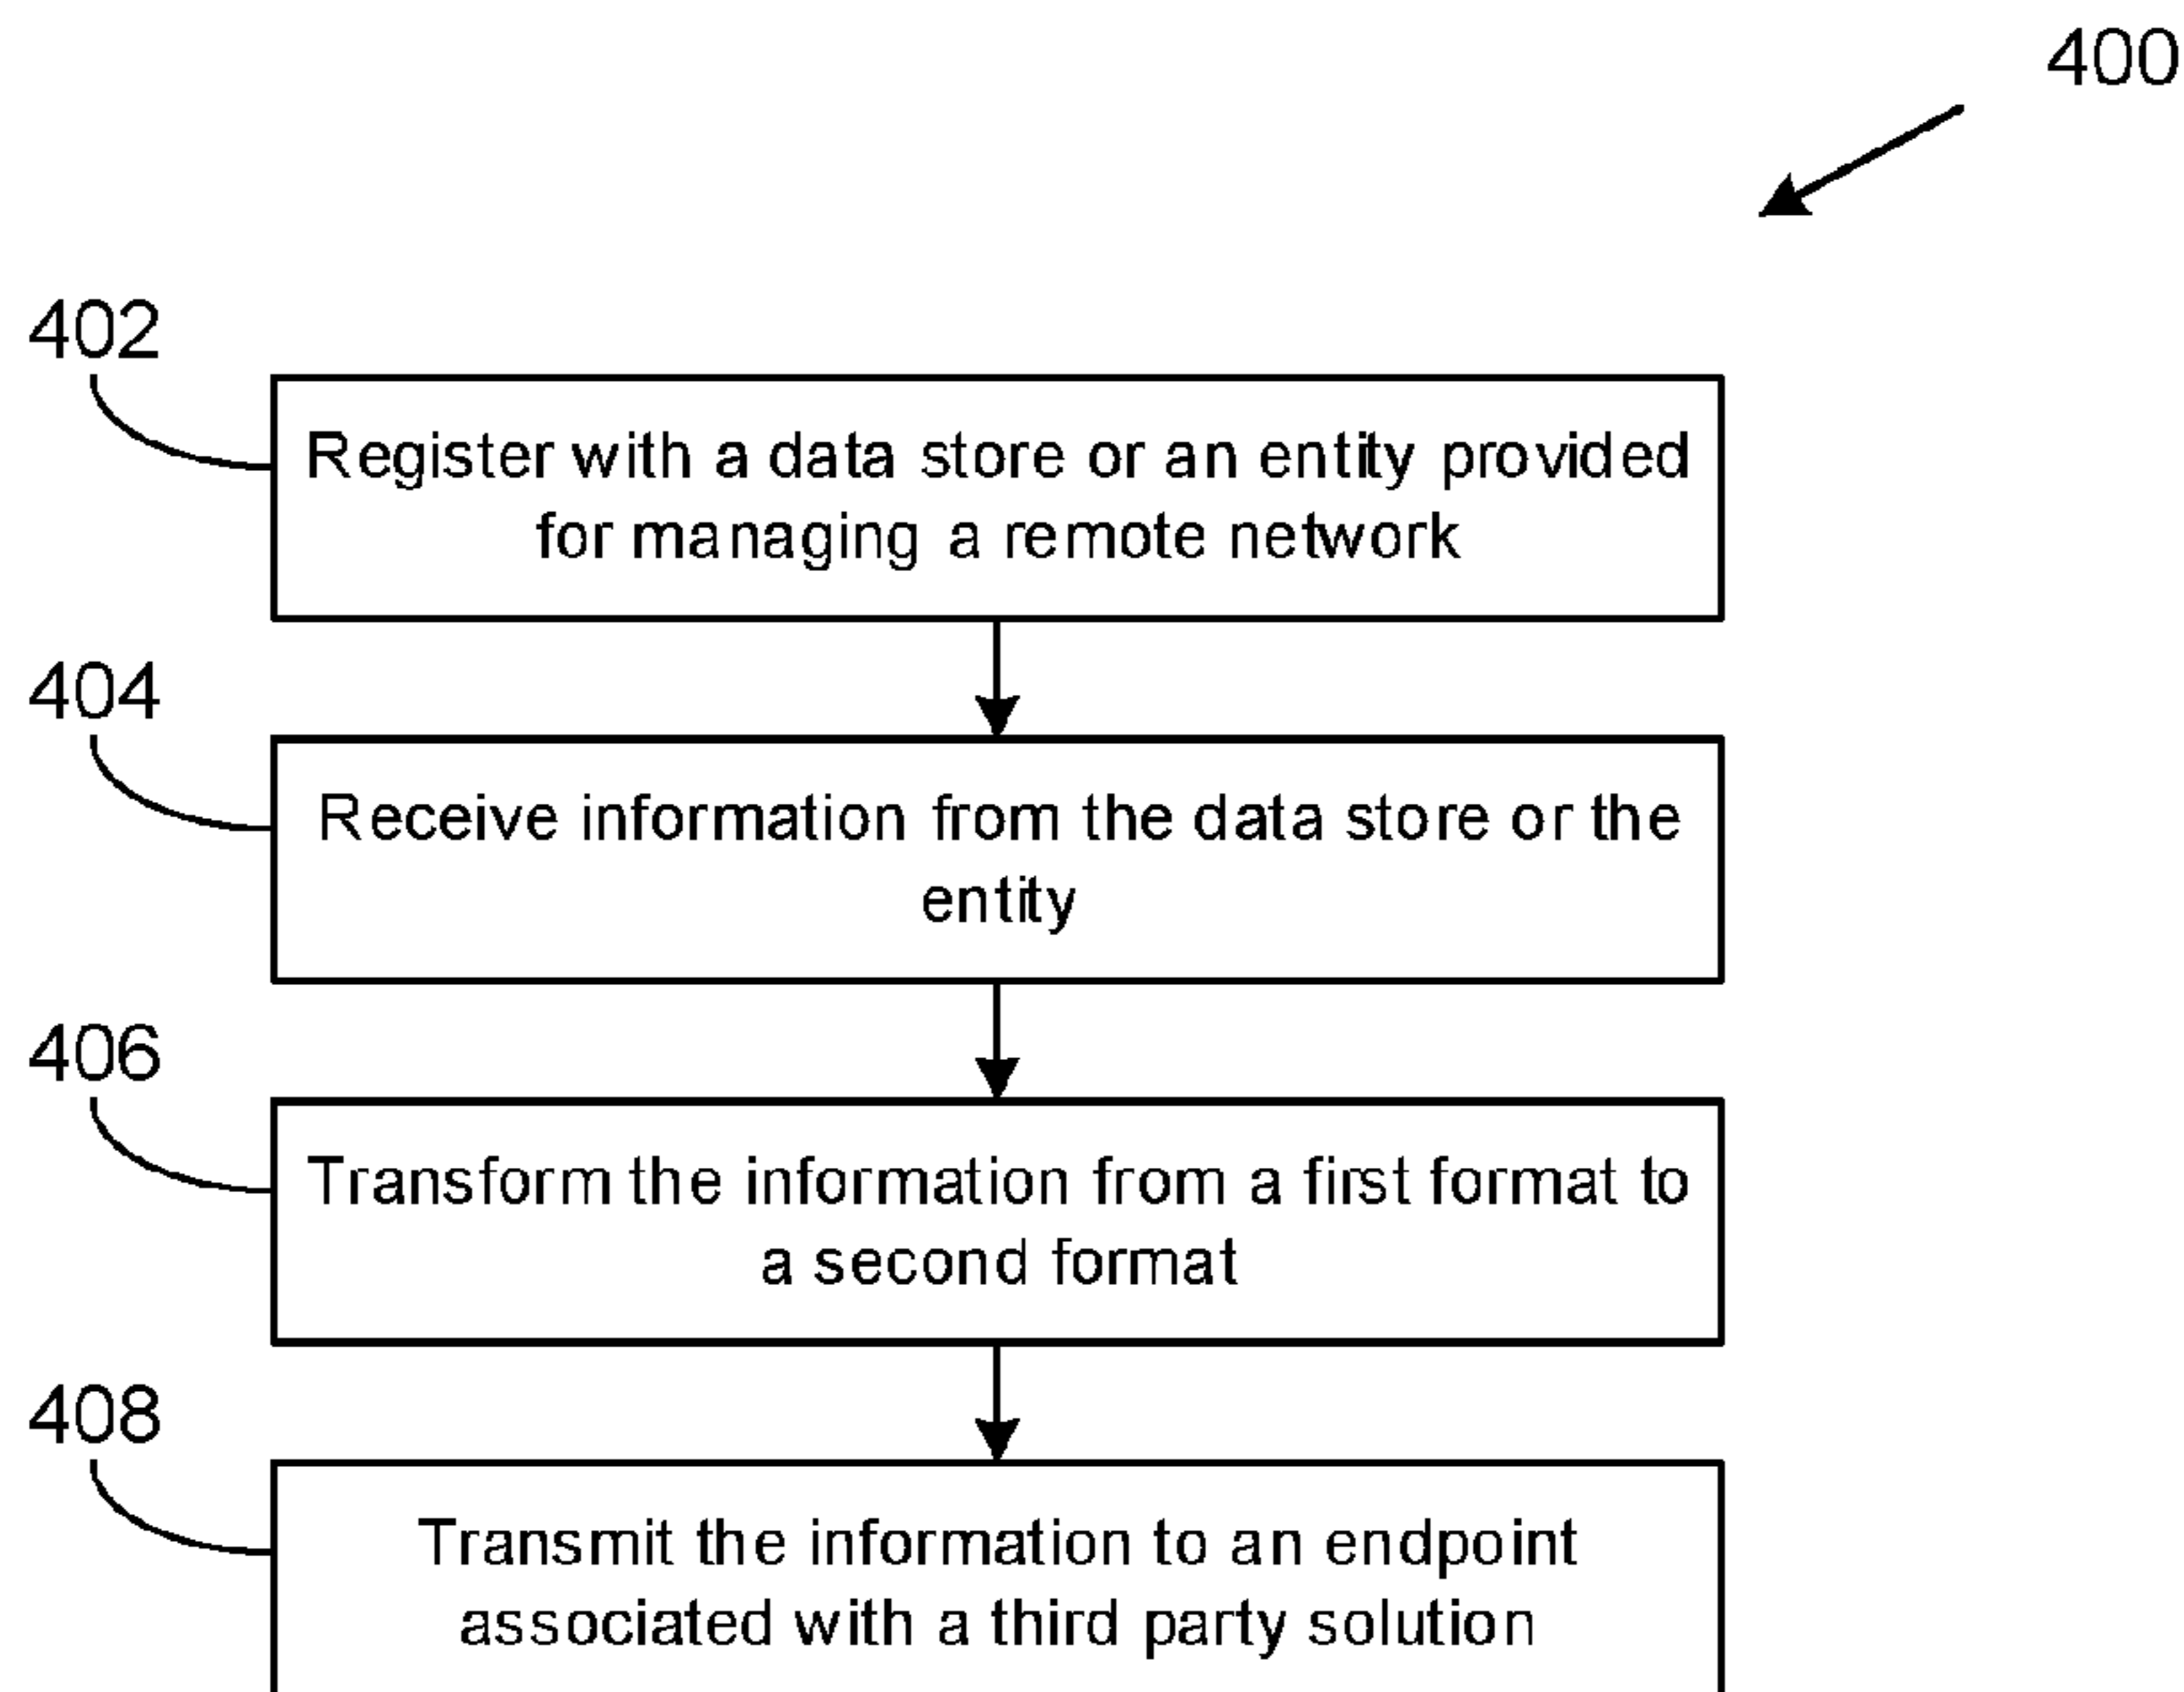 400
402
Register with a data store or an entity provided
for managing a remote network
404
Receive information from the data store or the
entity
406
Transform the information from a first format to
a second format
408
Transmit the information to an endpoint
associated with a third party solution